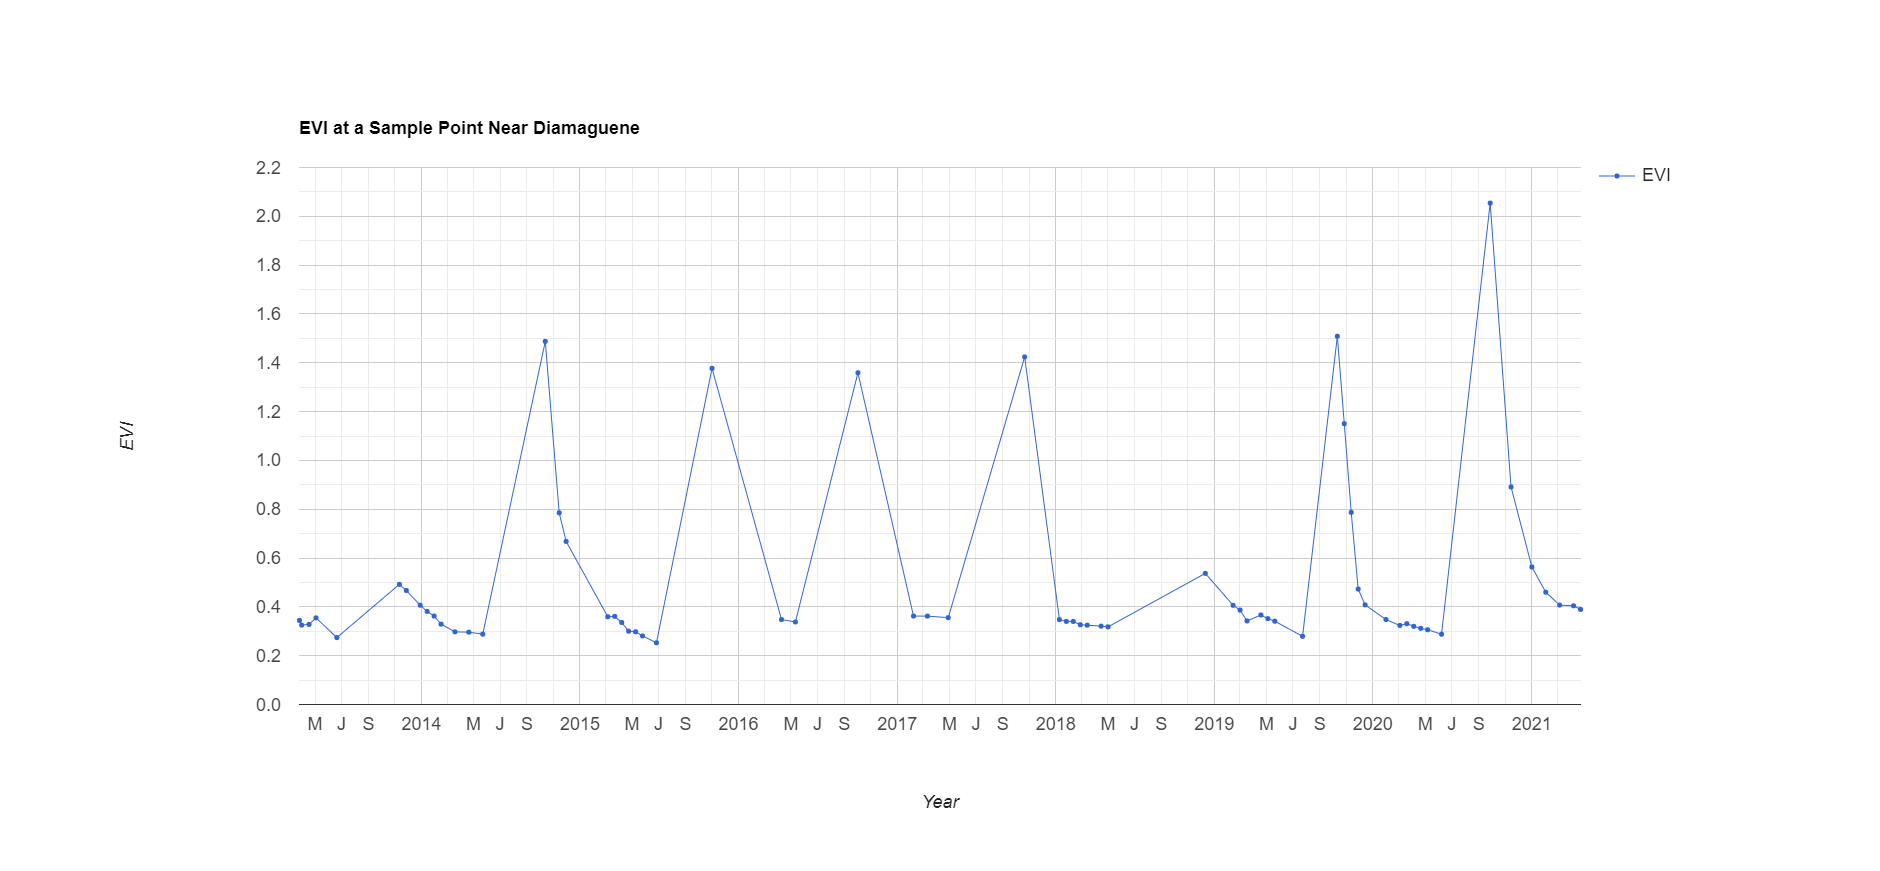 EVI at a Sample Point Near Diamaguene
2.2
2.0
1.8
1.6
1.4
1.2
1.0
0.8
0.6
0.4
0.2
0.0
EVI
EVI
M J S 2014 M J S 2015 M J S 2016 M J S 2017 M J S 2018 M J S 2019 M J S 2020 M J S 2021
Year